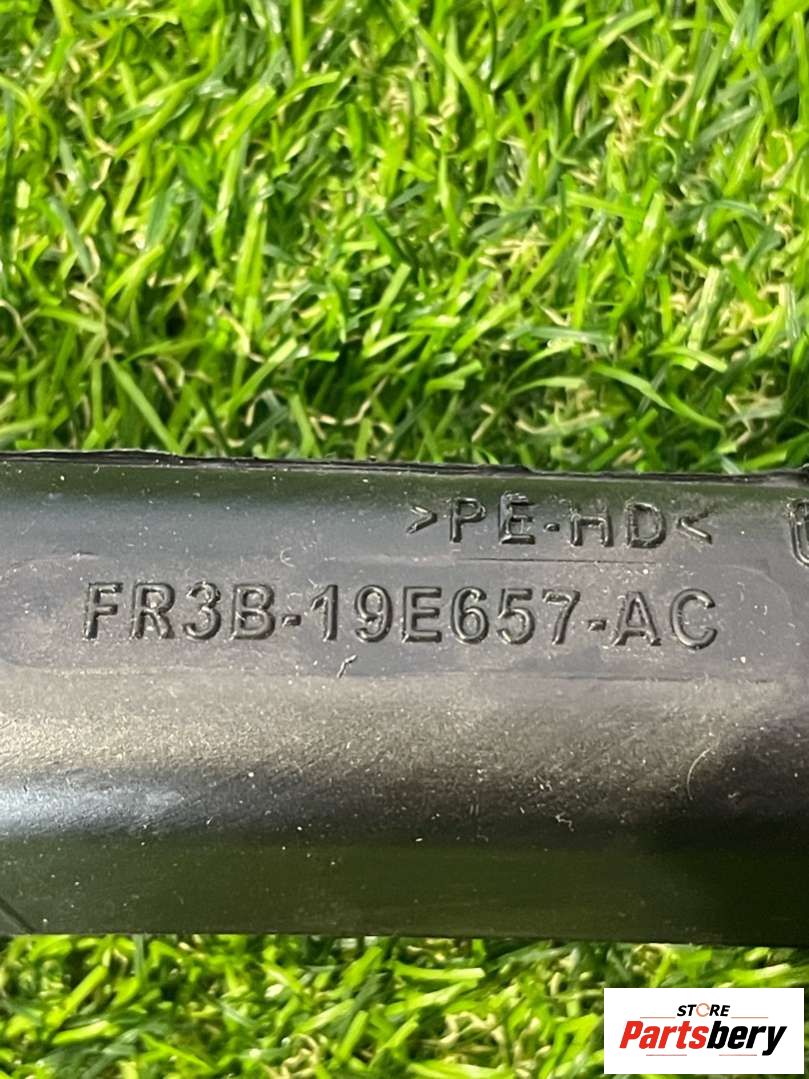 >PE-HD<
FR3B-19E657-AC
STORE
Partsbery